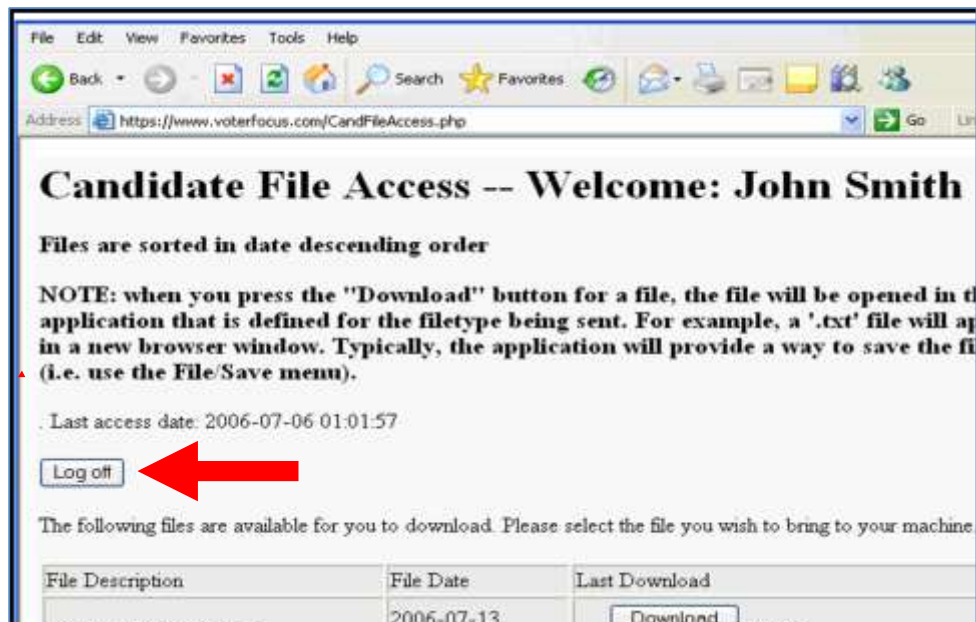 File Edit View Favorites Tools Help
Back Search Favorites
Address https://www.voterfocus.com/CandFileAccess.php Go
Candidate File Access -- Welcome: John Smith
Files are sorted in date descending order
NOTE: when you press the "Download" button for a file, the file will be opened in
application that is defined for the filetype being sent. For example, a '.txt' file will
in a new browser window. Typically, the application will provide a way to save the
(i.e. use the File/Save menu).
. Last access date: 2006-07-06 01:01:57
Log off
The following files are available for you to download. Please select the file you wish to bring to your machine
File Description File Date Last Download
2006-07-13 Download